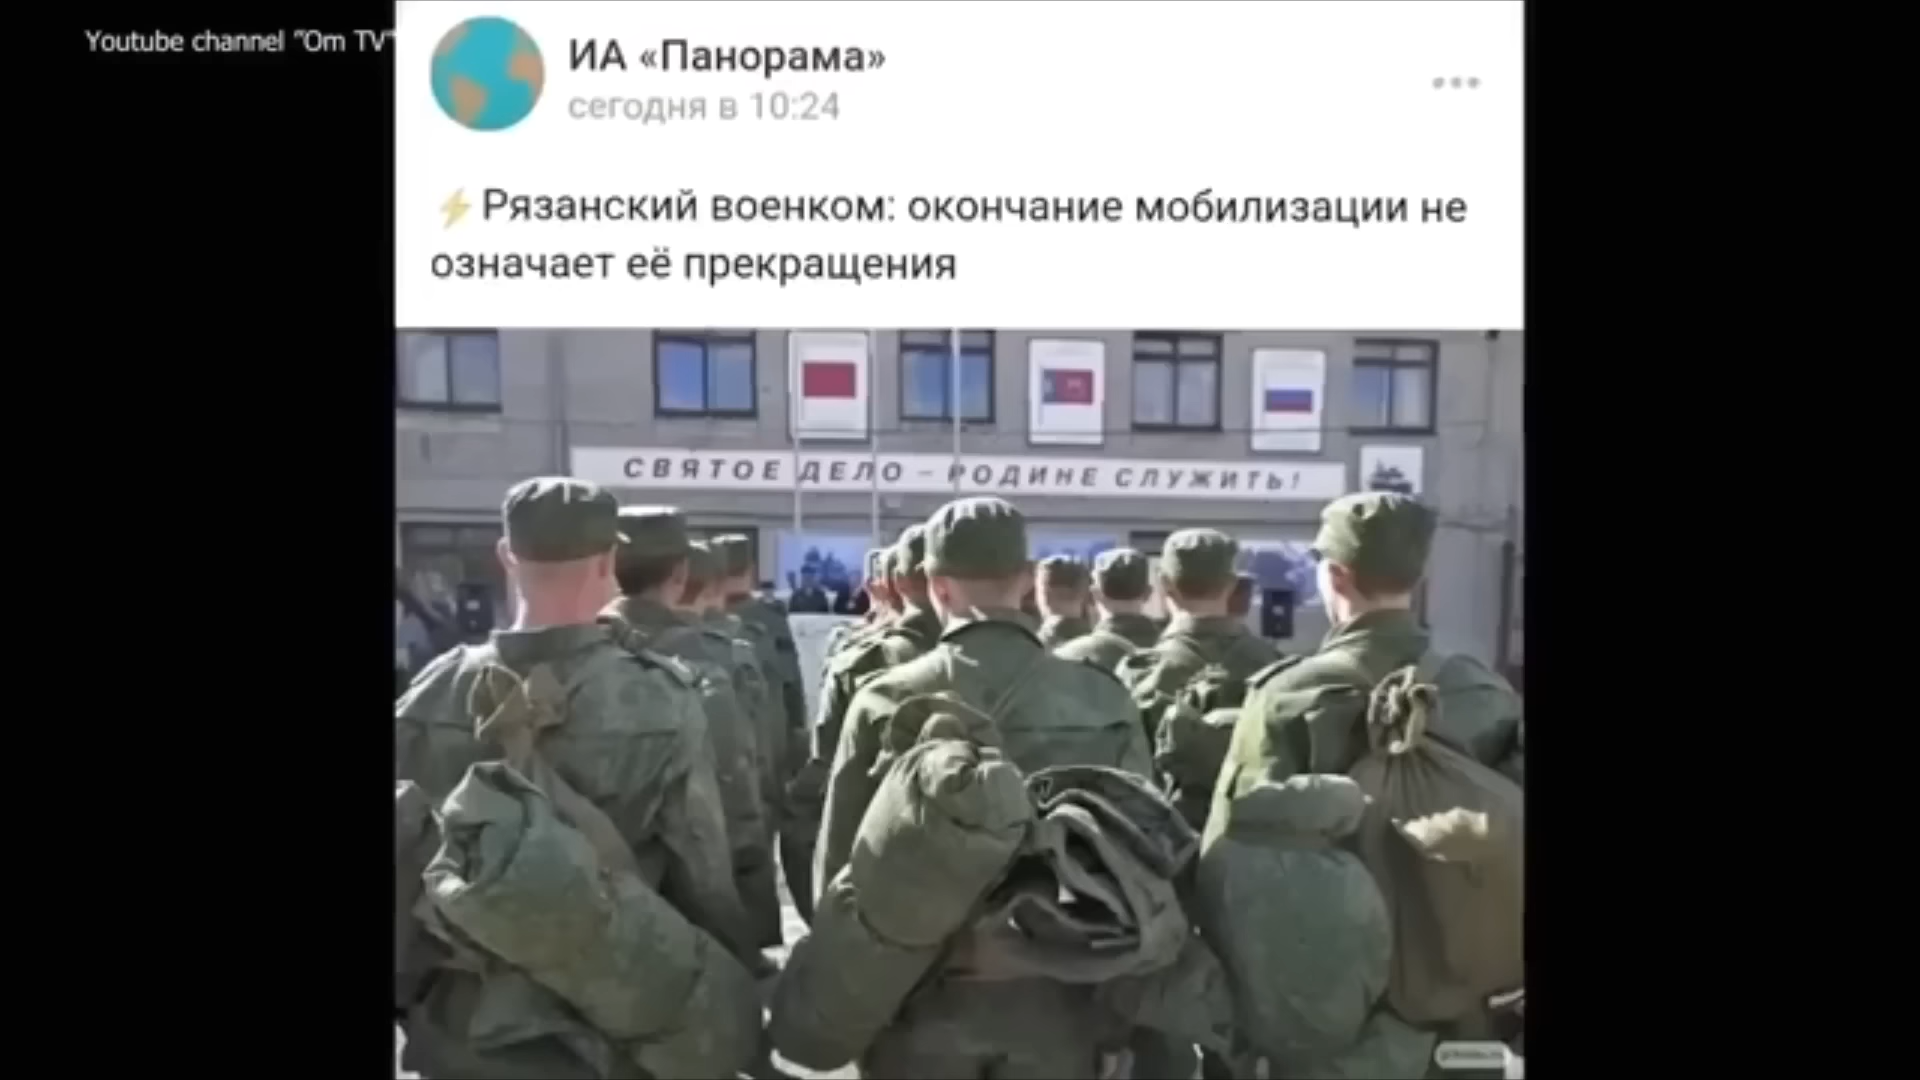 Youtube channel "Om TV"
ИА «Панорама»
сегодня в 10:24
⚡Рязанский военком: окончание мобилизации не
означает её прекращения
СВЯТОЕ ДЕЛО – РОДИНЕ СЛУЖИТЬ!